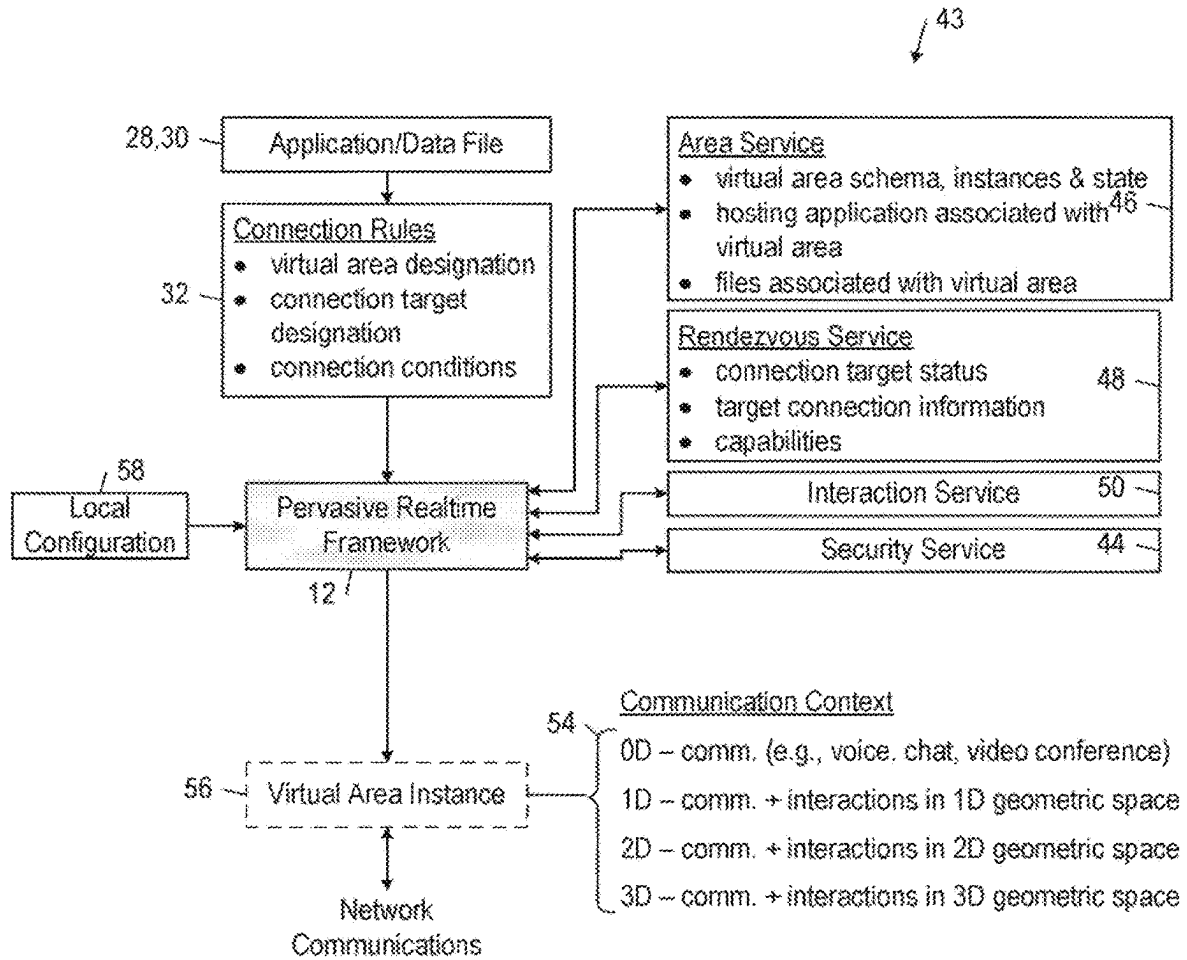 43
28,30
Application/Data File
Connection Rules
• virtual area designation
• connection target
designation
• connection conditions
32
Area Service
• virtual area schema, instances & state
• hosting application associated with
virtual area
• files associated with virtual area
46
Rendezvous Service
• connection target status
• target connection information
• capabilities
48
58
Local
Configuration
Pervasive Realtime
Framework
12
Interaction Service
50
Security Service
44
Communication Context
54
0D – comm. (e.g., voice, chat, video conference)
1D – comm. + interactions in 1D geometric space
2D – comm. + interactions in 2D geometric space
3D – comm. + interactions in 3D geometric space
56
Virtual Area Instance
Network
Communications